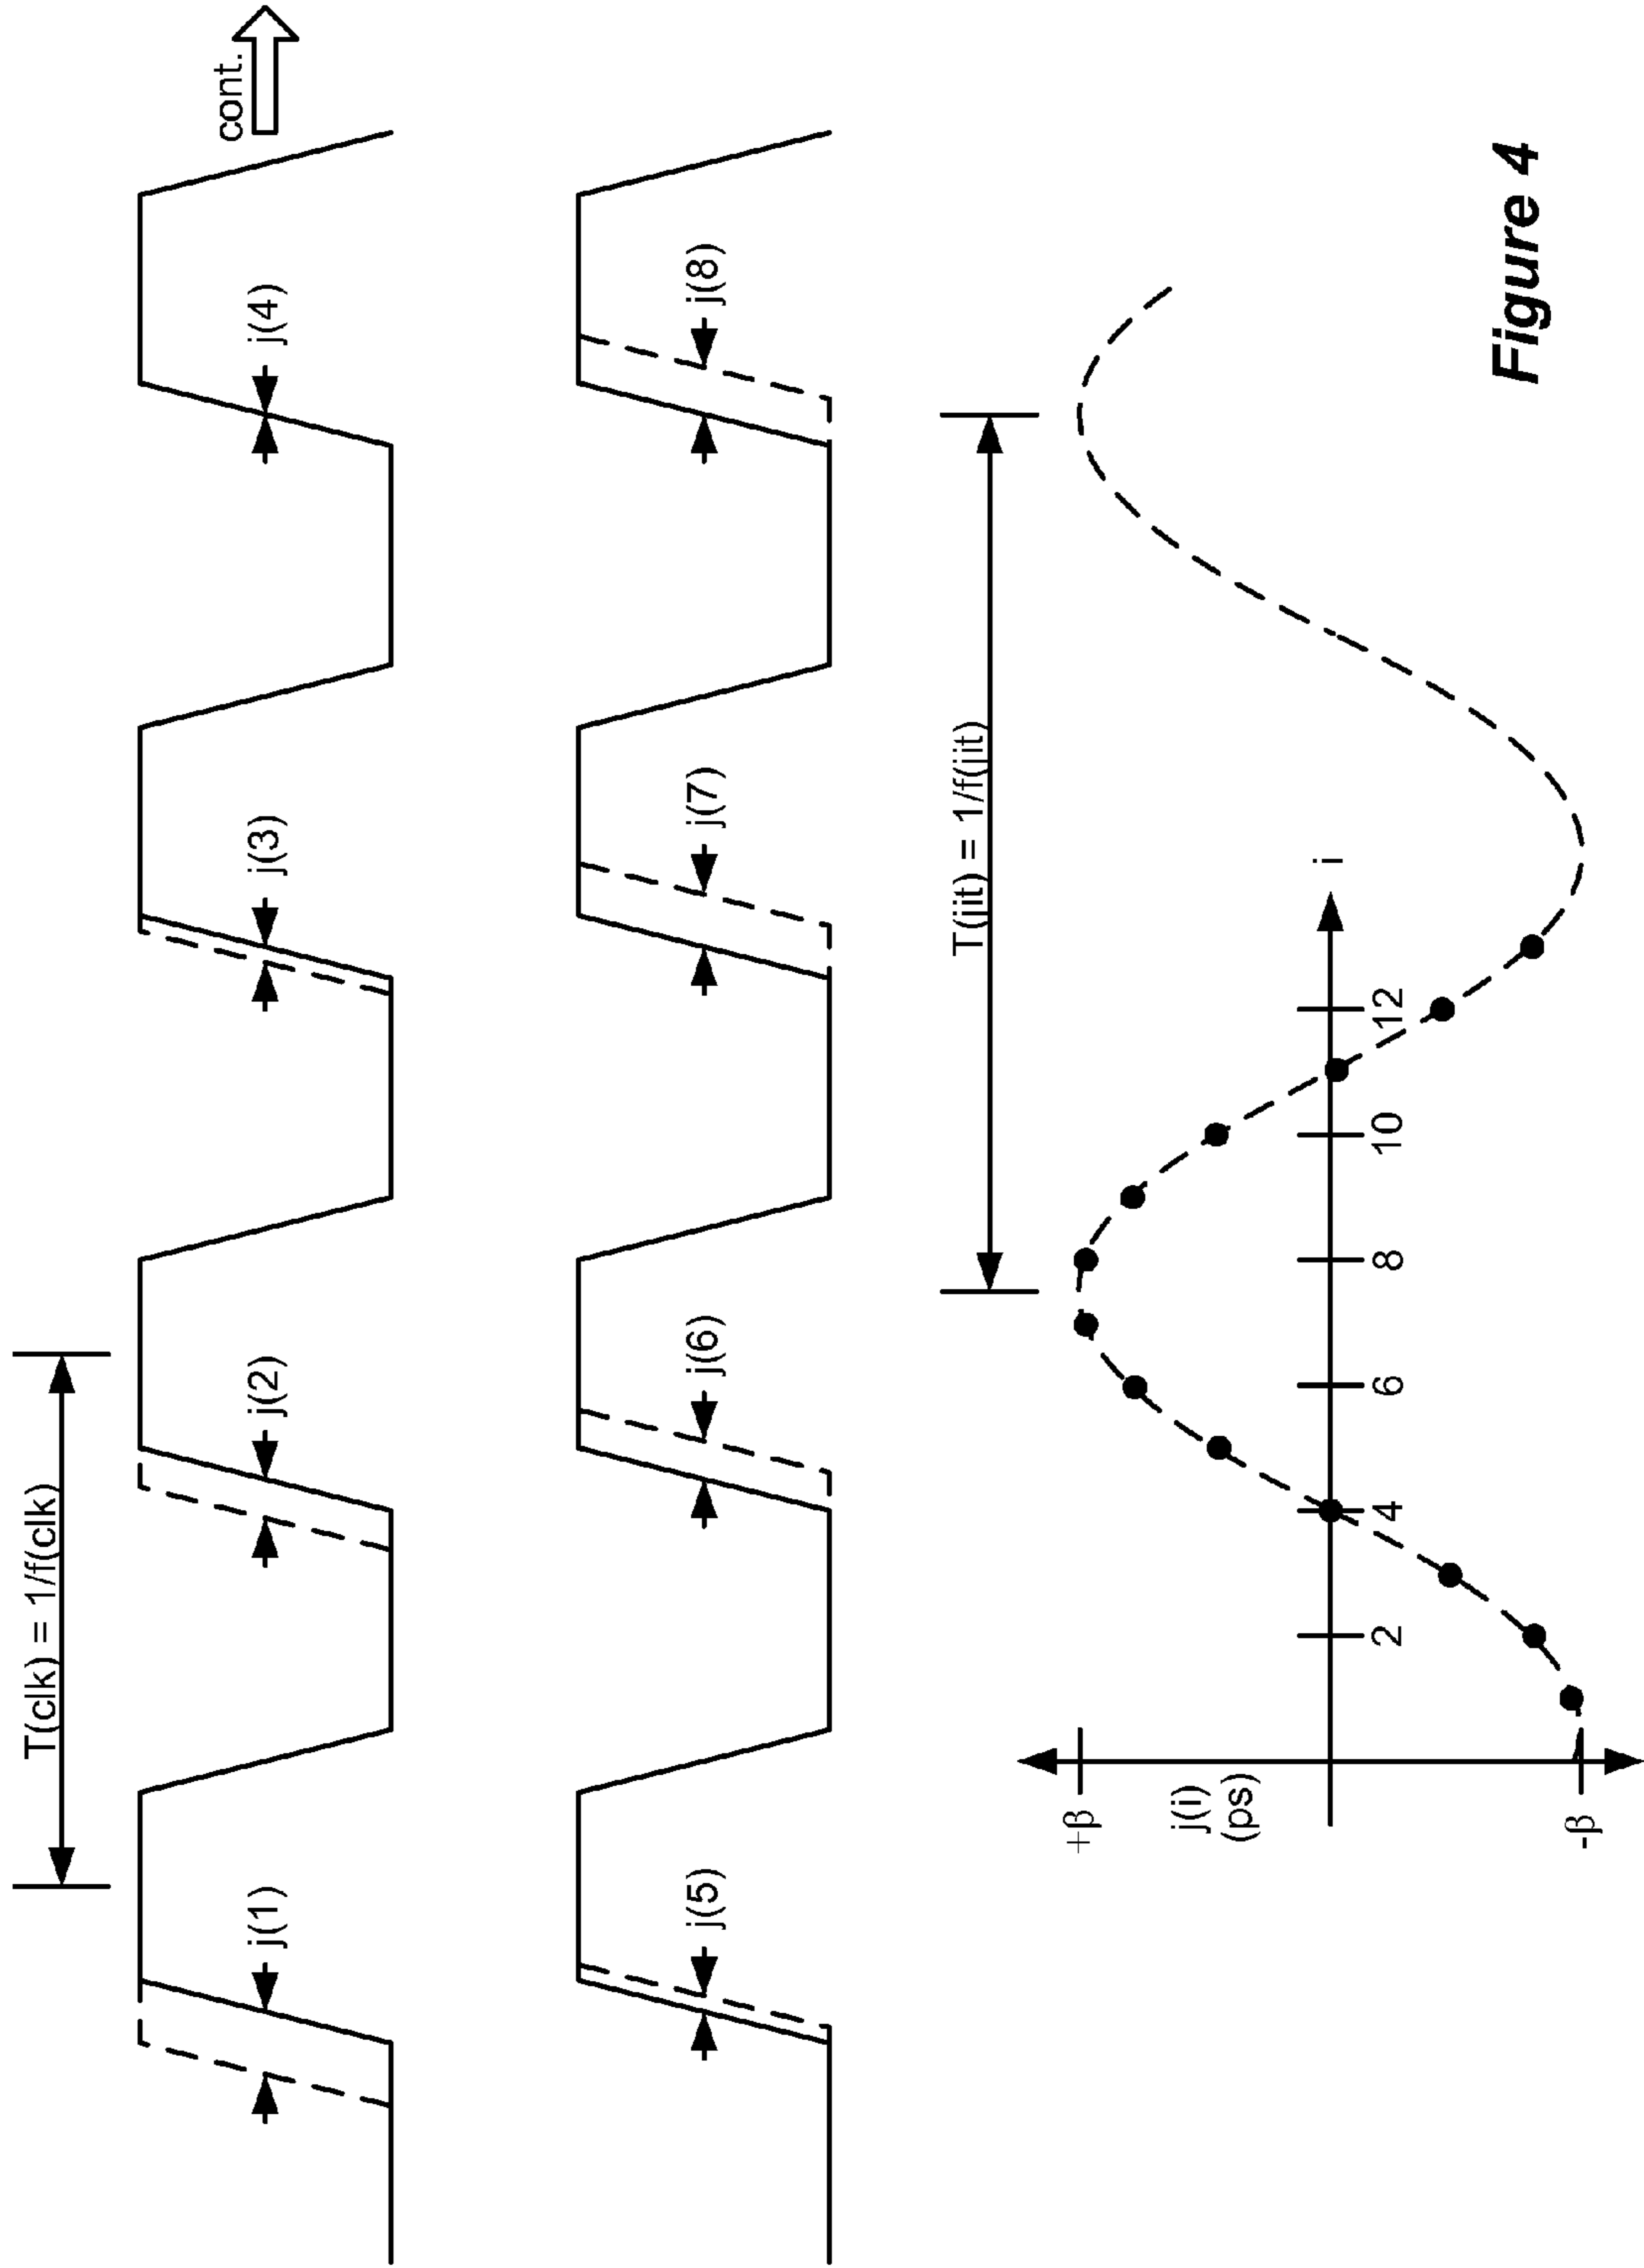 T(clk) = 1/f(clk)
cont.
j(1)
j(2)
j(3)
j(4)
j(5)
j(6)
j(7)
j(8)
T(jit) = 1/f(jit)
+β
j(i)
(ps)
-β
2
4
6
8
10
12
i
Figure 4